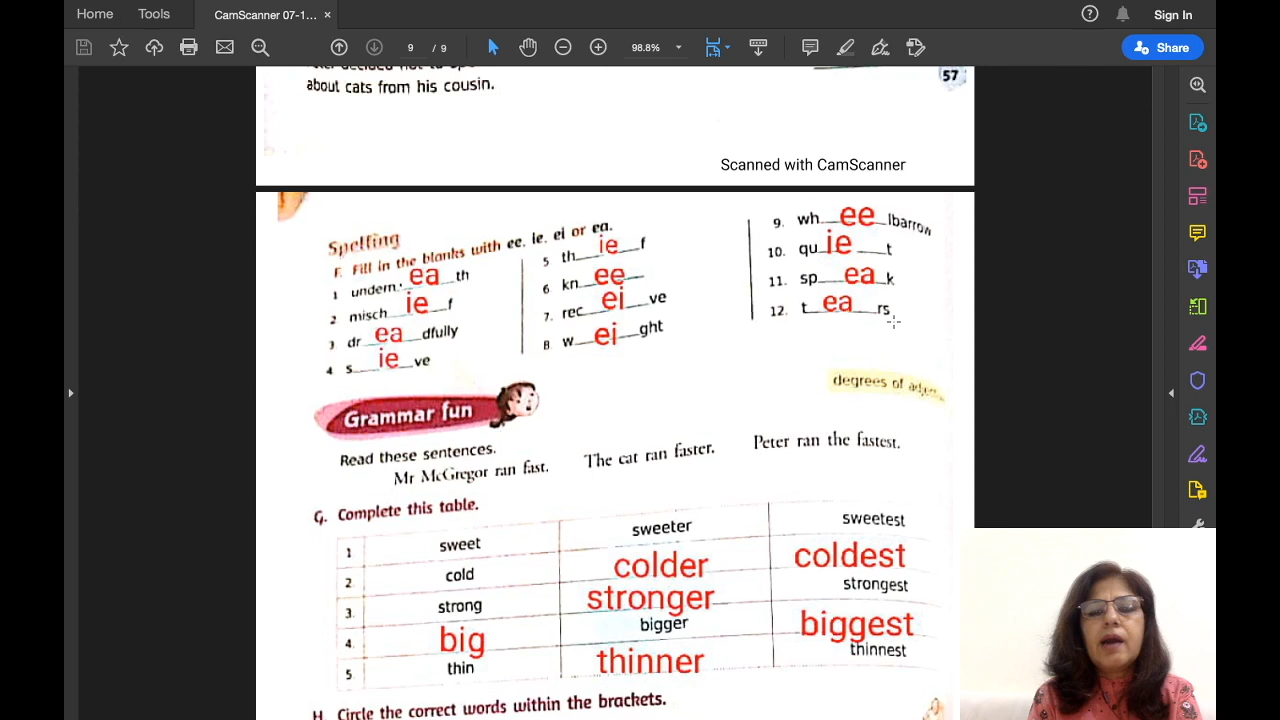 Home Tools CamScanner 07-1... × Sign In
9 / 9 98.8% Share
about cats from his cousin.
57
Scanned with CamScanner
Spelling
F. Fill in the blanks with ee, ie, ei or ea.
1 undern ea th
2 misch ie f
3 dr ea dfully
4 s ie ve
5 th ie f
6 kn ee
7. rec ei ve
8. w ei ght
9. wh ee lbarrow
10. qu ie t
11. sp ea k
12. t ea rs
degrees of
Grammar fun
Read these sentences.
Mr McGregor ran fast. The cat ran faster. Peter ran the fastest.
G. Complete this table.
1 sweet sweeter sweetest
2 cold colder coldest
3. strong stronger strongest
4. big bigger biggest
5. thin thinner thinnest
H. Circle the correct words within the brackets.